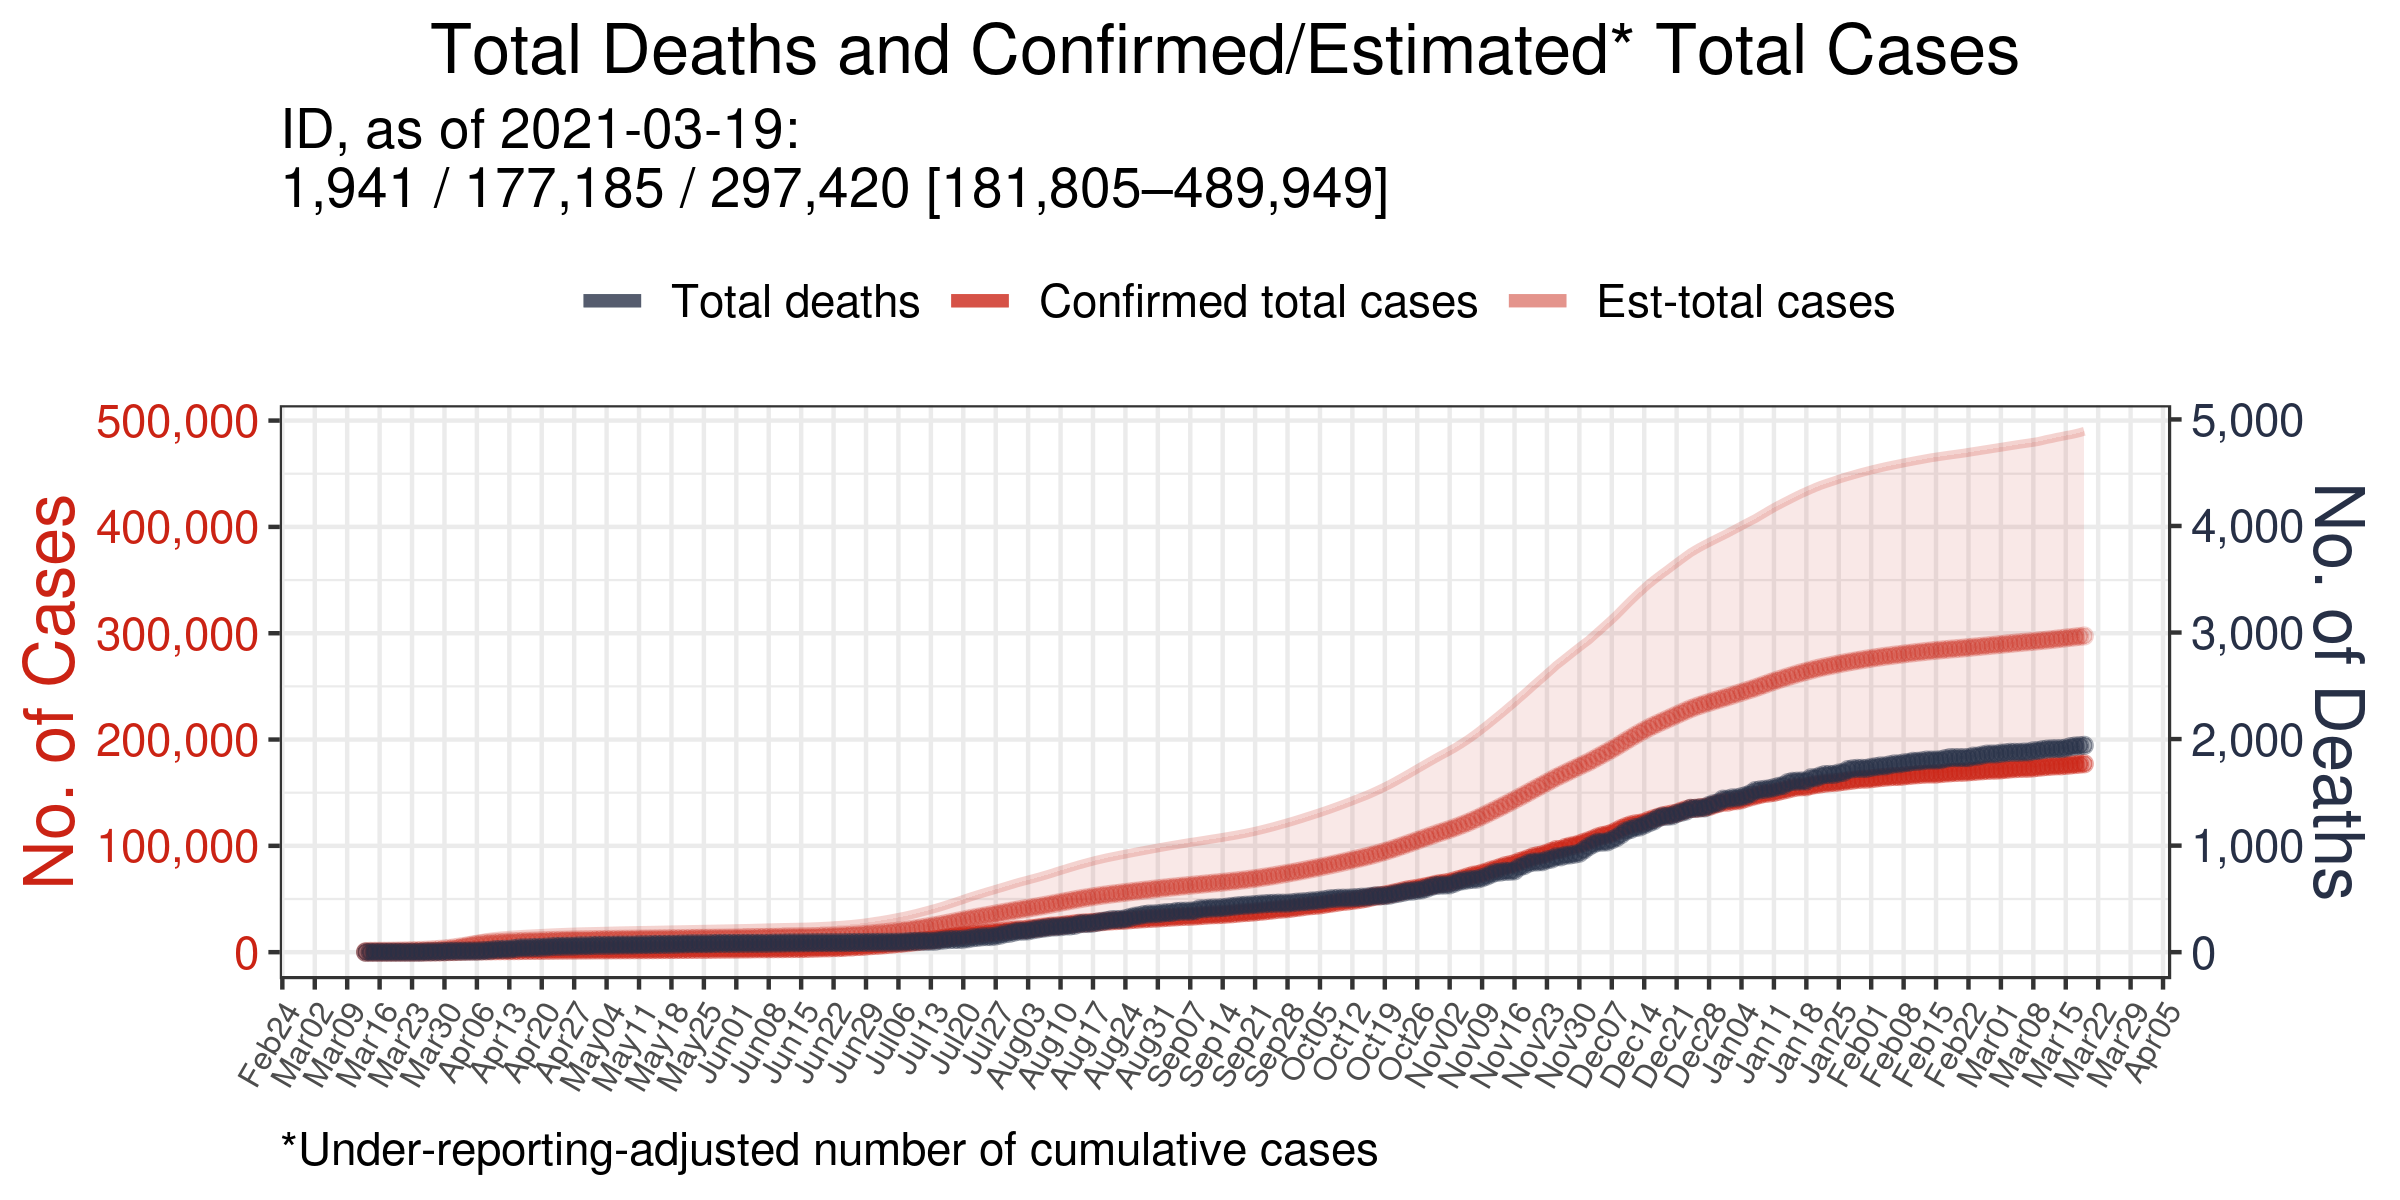 Total Deaths and Confirmed/Estimated* Total Cases
ID, as of 2021-03-19:
1,941 / 177,185 / 297,420 [181,805–489,949]
Total deaths
Confirmed total cases
Est-total cases
No. of Cases
500,000
400,000
300,000
200,000
100,000
0
5,000
4,000
3,000
2,000
1,000
0
No. of Deaths
Feb24
Mar02
Mar09
Mar16
Mar23
Mar30
Apr06
Apr13
Apr20
Apr27
May04
May11
May18
May25
Jun01
Jun08
Jun15
Jun22
Jun29
Jul06
Jul13
Jul20
Jul27
Aug03
Aug10
Aug17
Aug24
Aug31
Sep07
Sep14
Sep21
Sep28
Oct05
Oct12
Oct19
Oct26
Nov02
Nov09
Nov16
Nov23
Nov30
Dec07
Dec14
Dec21
Dec28
Jan04
Jan11
Jan18
Jan25
Feb01
Feb08
Feb15
Feb22
Mar01
Mar08
Mar15
Mar22
Mar29
Apr05
*Under-reporting-adjusted number of cumulative cases